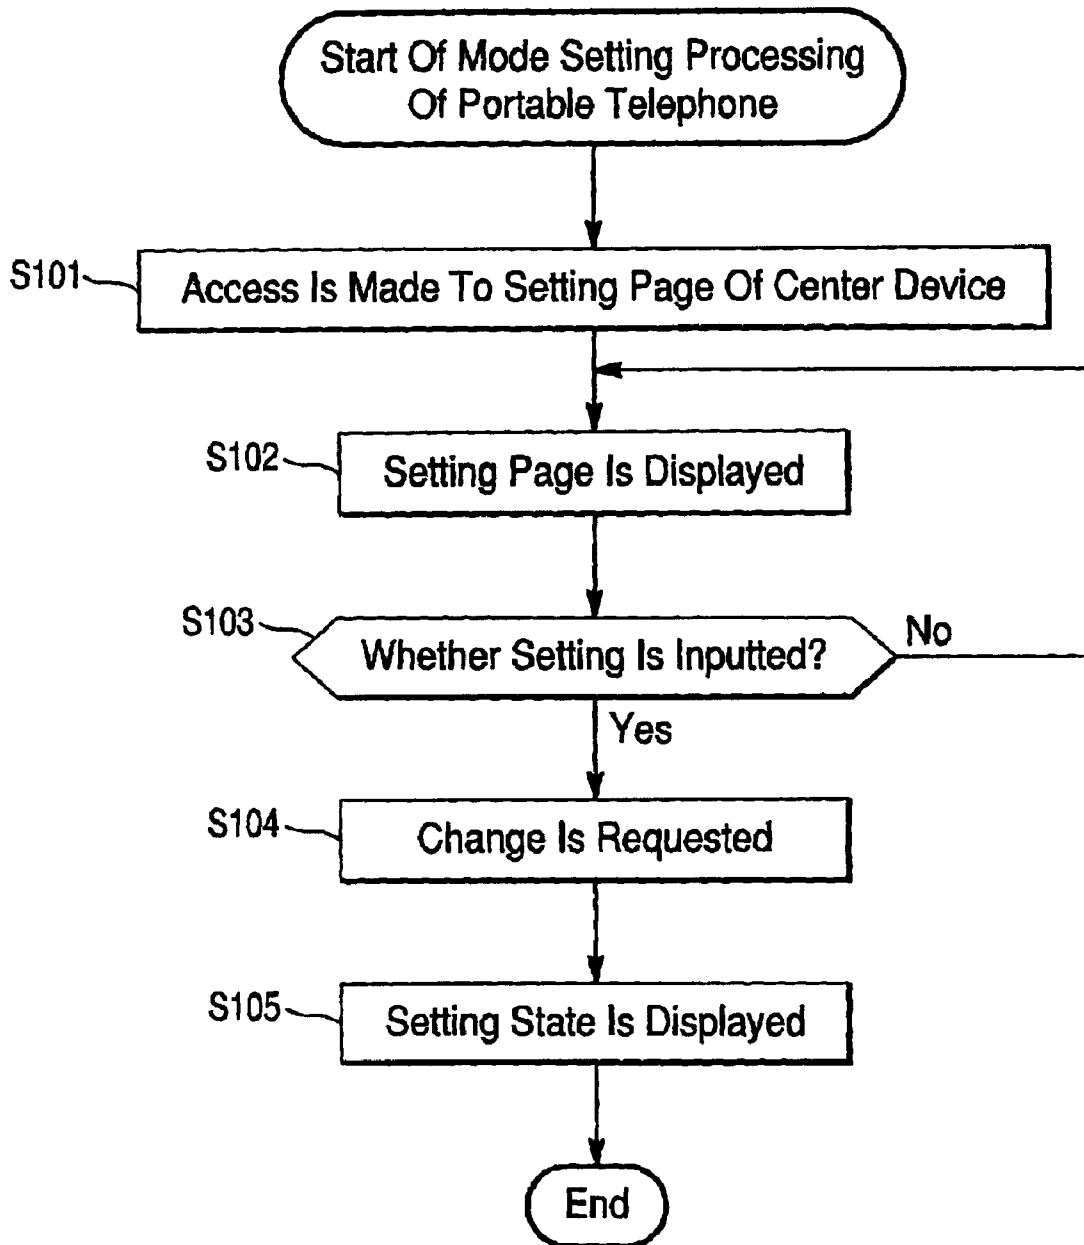 Start Of Mode Setting Processing
Of Portable Telephone
S101
Access Is Made To Setting Page Of Center Device
S102
Setting Page Is Displayed
S103
Whether Setting Is Inputted?
No
Yes
S104
Change Is Requested
S105
Setting State Is Displayed
End